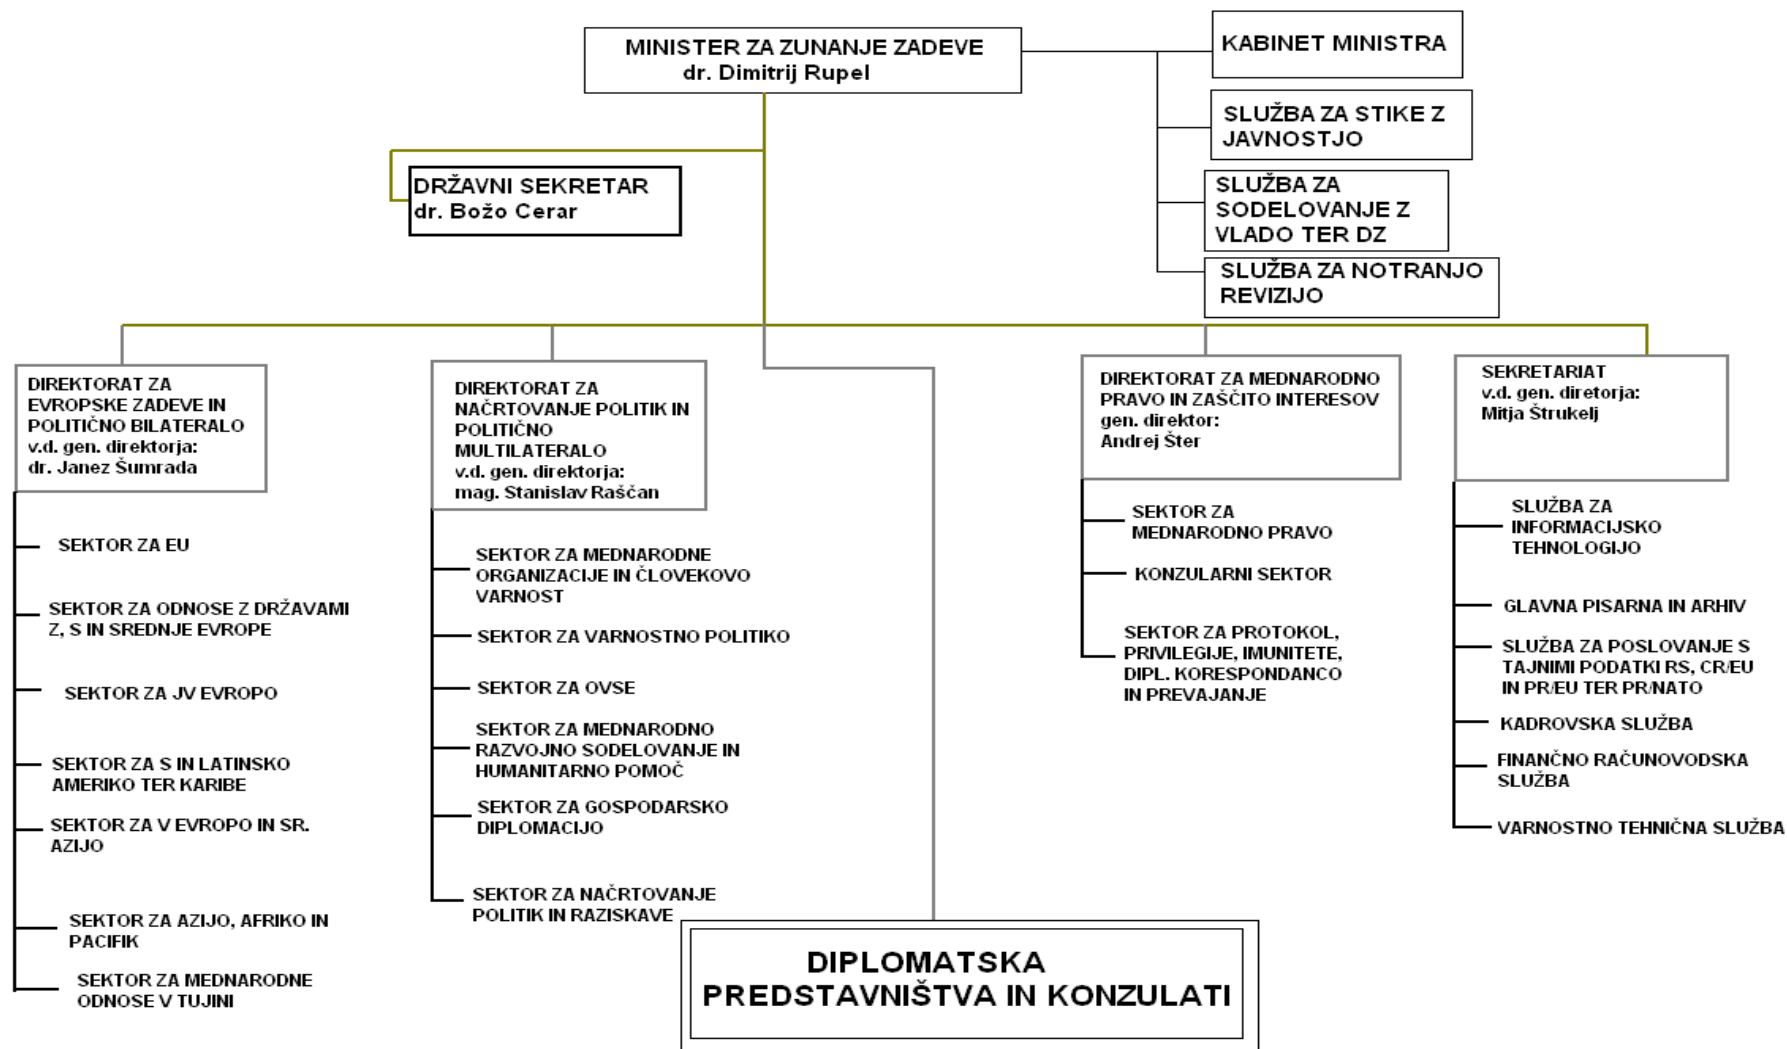 MINISTER ZA ZUNANJE ZADEVE
dr. Dimitrij Rupel
KABINET MINISTRA
SLUŽBA ZA STIKE Z
JAVNOSTJO
SLUŽBA ZA
SODELOVANJE Z
VLADO TER DZ
SLUŽBA ZA NOTRANJO
REVIZIJO
DRŽAVNI SEKRETAR
dr. Božo Cerar
DIREKTORAT ZA
EVROPSKE ZADEVE IN
POLITIČNO BILATERALO
v.d. gen. direktorja:
dr. Janez Šumrada
SEKTOR ZA EU
SEKTOR ZA ODNOSE Z DRŽAVAMI
Z, S IN SREDNJE EVROPE
SEKTOR ZA JV EVROPO
SEKTOR ZA S IN LATINSKO
AMERIKO TER KARIBE
SEKTOR ZA V EVROPO IN SR.
AZIJO
SEKTOR ZA AZIJO, AFRIKO IN
PACIFIK
SEKTOR ZA MEDNARODNE
ODNOSE V TUJINI
DIREKTORAT ZA
NAČRTOVANJE POLITIK IN
POLITIČNO
MULTILATERALO
v.d. gen. direktorja:
mag. Stanislav Raščan
SEKTOR ZA MEDNARODNE
ORGANIZACIJE IN ČLOVEKOVO
VARNOST
SEKTOR ZA VARNOSTNO POLITIKO
SEKTOR ZA OVSE
SEKTOR ZA MEDNARODNO
RAZVOJNO SODELOVANJE IN
HUMANITARNO POMOČ
SEKTOR ZA GOSPODARSKO
DIPLOMACIJO
SEKTOR ZA NAČRTOVANJE
POLITIK IN RAZISKAVE
DIREKTORAT ZA MEDNARODNO
PRAVO IN ZAŠČITO INTERESOV
gen. direktor:
Andrej Šter
SEKTOR ZA
MEDNARODNO PRAVO
KONZULARNI SEKTOR
SEKTOR ZA PROTOKOL,
PRIVILEGIJE, IMUNITETE,
DIPL. KORESPONDANCO
IN PREVAJANJE
SEKRETARIAT
v.d. gen. diretorja:
Mitja Štrukelj
SLUŽBA ZA
INFORMACIJSKO
TEHNOLOGIJO
GLAVNA PISARNA IN ARHIV
SLUŽBA ZA POSLOVANJE S
TAJNIMI PODATKI RS, CR/EU
IN PR/EU TER PR/NATO
KADROVSKA SLUŽBA
FINANČNO RAČUNOVODSKA
SLUŽBA
VARNOSTNO TEHNIČNA SLUŽBA
DIPLOMATSKA
PREDSTAVNIŠTVA IN KONZULATI